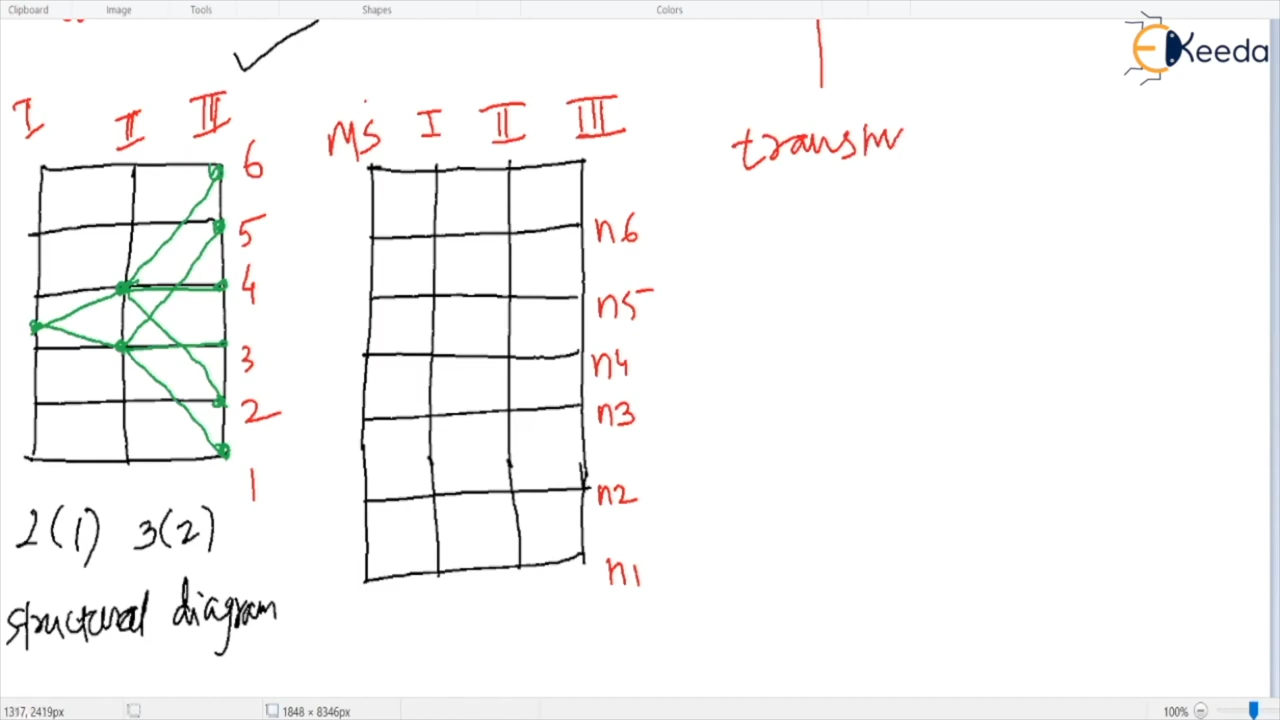 Clipboard Image Tools Shapes Colors
EKeeda
I II III
6
5
4
3
2
1
2(1) 3(2)
structural diagram
MS I II III
n6
n5
n4
n3
n2
n1
transm
1317, 2419px 1848 × 8346px 100%